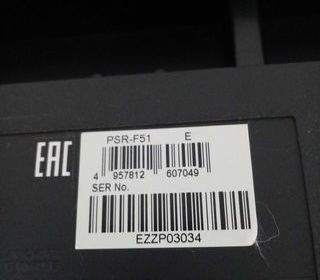 PSR-F51 E
EAC
4 957812 607049
SER No.
EZZP03034